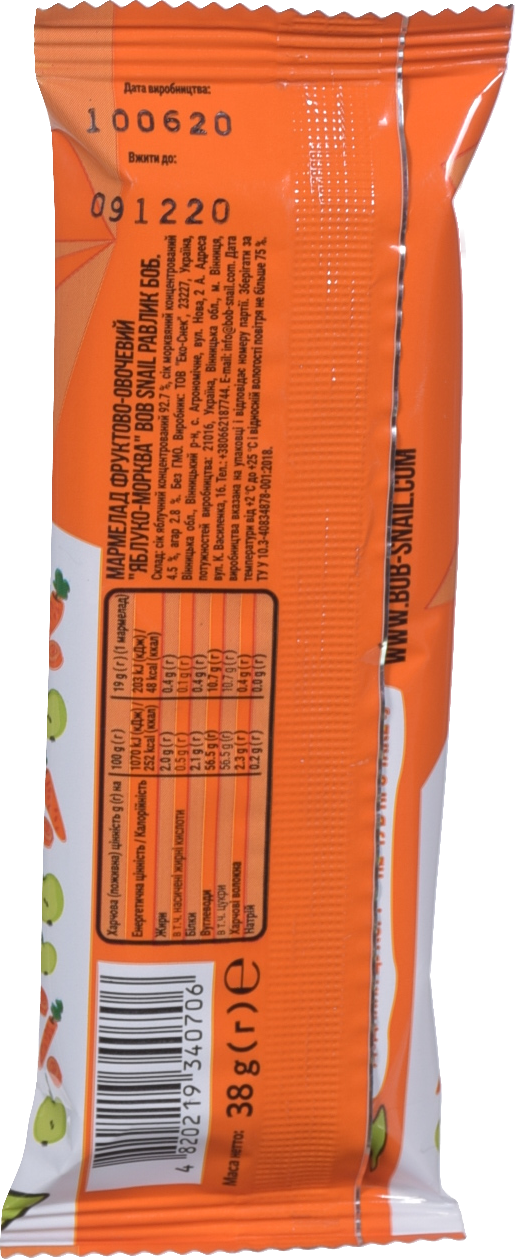 Дата виробництва:
100620
Вжити до:
091220
МАРМЕЛАД ФРУКТОВО-ОВОЧЕВИЙ
"ЯБЛУКО-МОРКВА" BOB SNAIL РАВЛИК БОБ.
Склад: сік яблучний концентрований 92.7 %, сік морквяний концентрований
4.5 %, агар 2.8 %. Без ГМО. Виробник: ТОВ "Еко-Снек", 23227, Україна,
Вінницька обл., Вінницький р-н, с. Агрономічне, вул. Нова, 2 А. Адреса
потужностей виробництва: 21016, Україна, Вінницька обл., м. Вінниця,
вул. К. Василенка, 16. Тел.: +380662187744. E-mail: info@bob-snail.com. Дата
виробництва вказана на упаковці і відповідає номеру партії. Зберігати за
температури від +2 °С до +25 °С і відносній вологості повітря не більше 75 %.
ТУ У 10.3-40834878-001:2018.
Харчова (поживна) цінність g (г) на 100 g (г) 19 g (г) (1 мармелад)
Енергетична цінність / Калорійність 1070 kJ (кДж)/ 203 kJ (кДж)/
252 kcal (ккал) 48 kcal (ккал)
Жири 2.0 g (г) 0.4 g (г)
в т.ч. насичені жирні кислоти 0.5 g (г) 0.1 g (г)
Білки 2.1 g (г) 0.4 g (г)
Вуглеводи 56.5 g (г) 10.7 g (г)
в т.ч. цукри 56.5 g (г) 10.7 g (г)
Харчові волокна 2.3 g (г) 0.4 g (г)
Натрій 0.2 g (г) 0.0 g (г)
4 820219 340706
Маса нетто: 38 g (г) e
WWW.BOB-SNAIL.COM